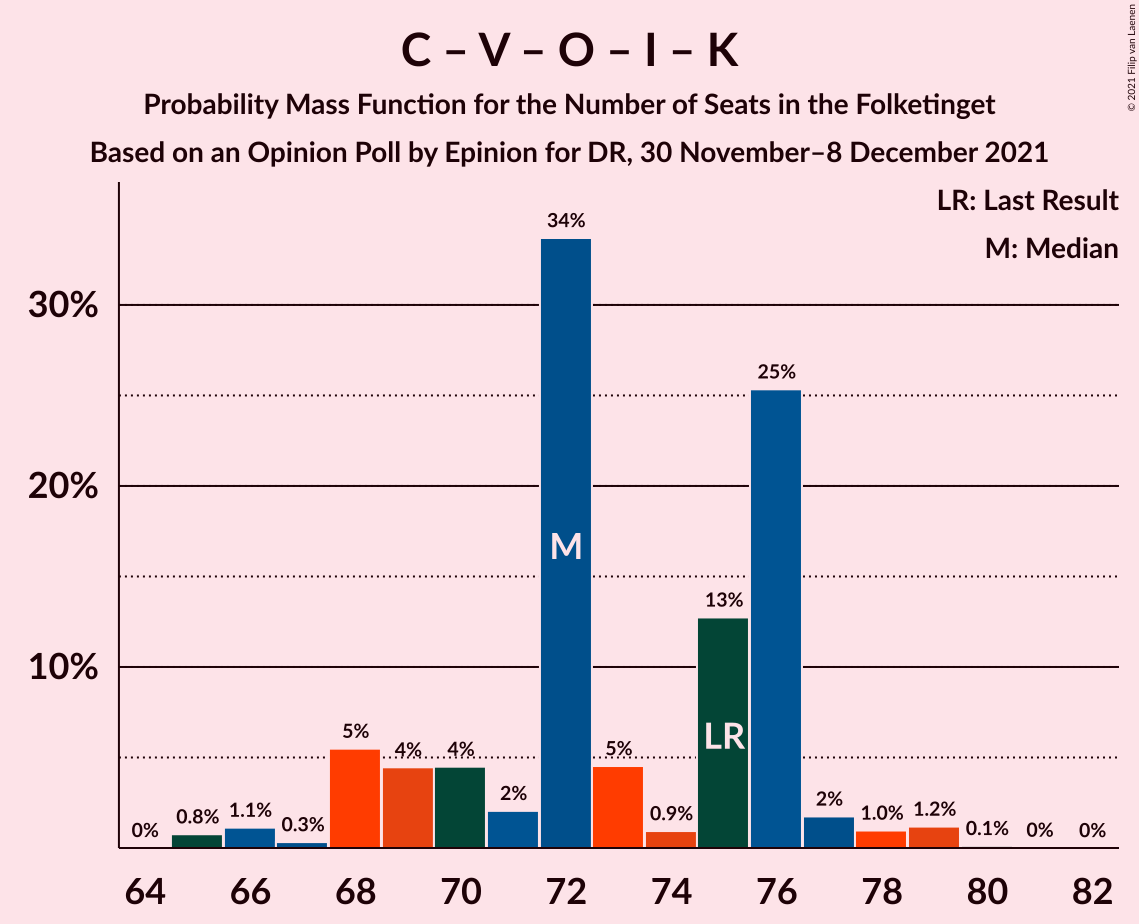 C – V – O – I – K
Probability Mass Function for the Number of Seats in the Folketinget
Based on an Opinion Poll by Epinion for DR, 30 November–8 December 2021
© 2021 Filip van Laenen
LR: Last Result
M: Median
34%
30%
25%
20%
M
13%
10%
LR
5%
4%
4%
5%
2%
0.9%
2%
0%
0.8%
1.1%
0.3%
1.0%
1.2%
0.1%
0%
0%
64 66 68 70 72 74 76 78 80 82